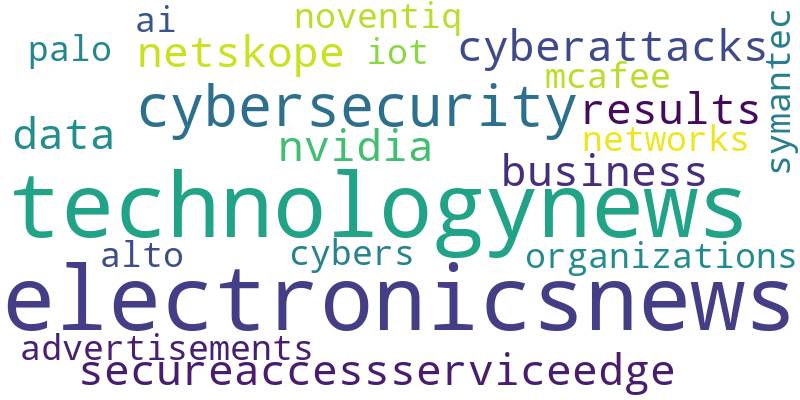 noventiq
ai
palo
netskope
iot
cyberattacks
symantec
mcafee
cybersecurity
results
data
nvidia
networks
business
technologynews
alto
cybers
organizations
electronicsnews
advertisements
secureaccessserviceedge